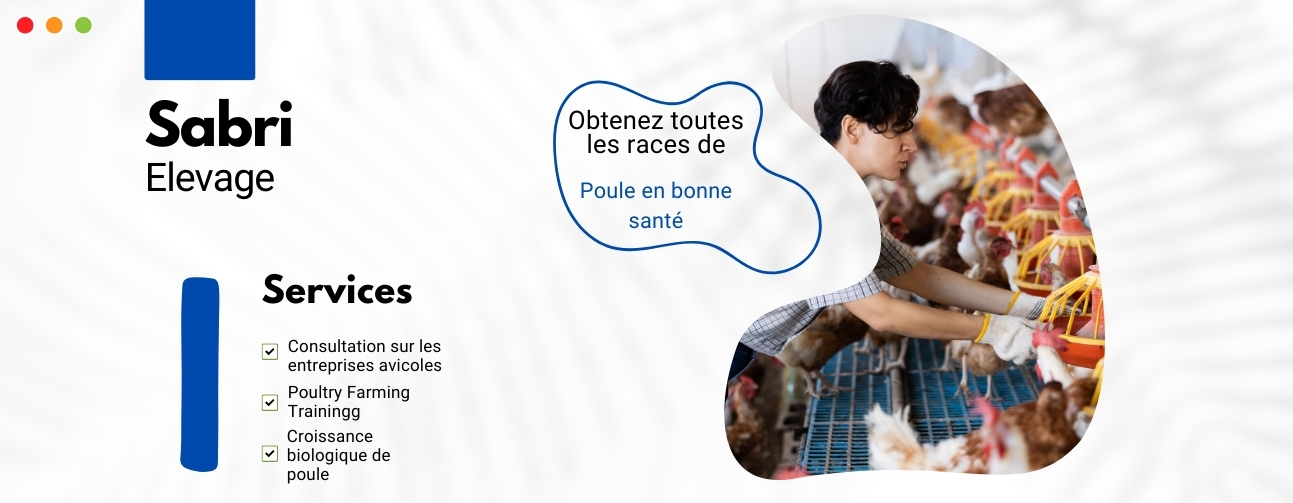 Sabri
Elevage
Obtenez toutes
les races de
Poule en bonne
santé
Services
Consultation sur les
entreprises avicoles
Poultry Farming
Trainingg
Croissance
biologique de
poule